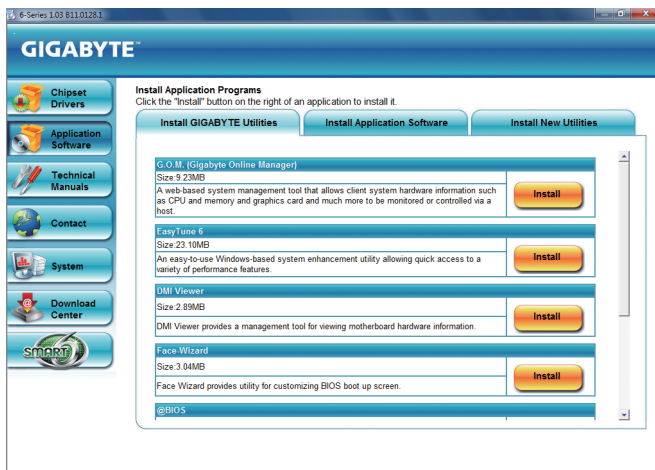 6-Series 1.03 B11.0128.1
GIGABYTE™
Chipset
Drivers
Application
Software
Technical
Manuals
Contact
System
Download
Center
SMART
Install Application Programs
Click the "Install" button on the right of an application to install it.
Install GIGABYTE Utilities
Install Application Software
Install New Utilities
G.O.M. (Gigabyte Online Manager)
Size:9.23MB
A web-based system management tool that allows client system hardware information such
as CPU and memory and graphics card and much more to be monitored or controlled via a
host.
Install
EasyTune 6
Size:23.10MB
An easy-to-use Windows-based system enhancement utility allowing quick access to a
variety of performance features.
Install
DMI Viewer
Size:2.89MB
DMI Viewer provides a management tool for viewing motherboard hardware information.
Install
Face Wizard
Size:3.04MB
Face Wizard provides utility for customizing BIOS boot up screen.
Install
@BIOS